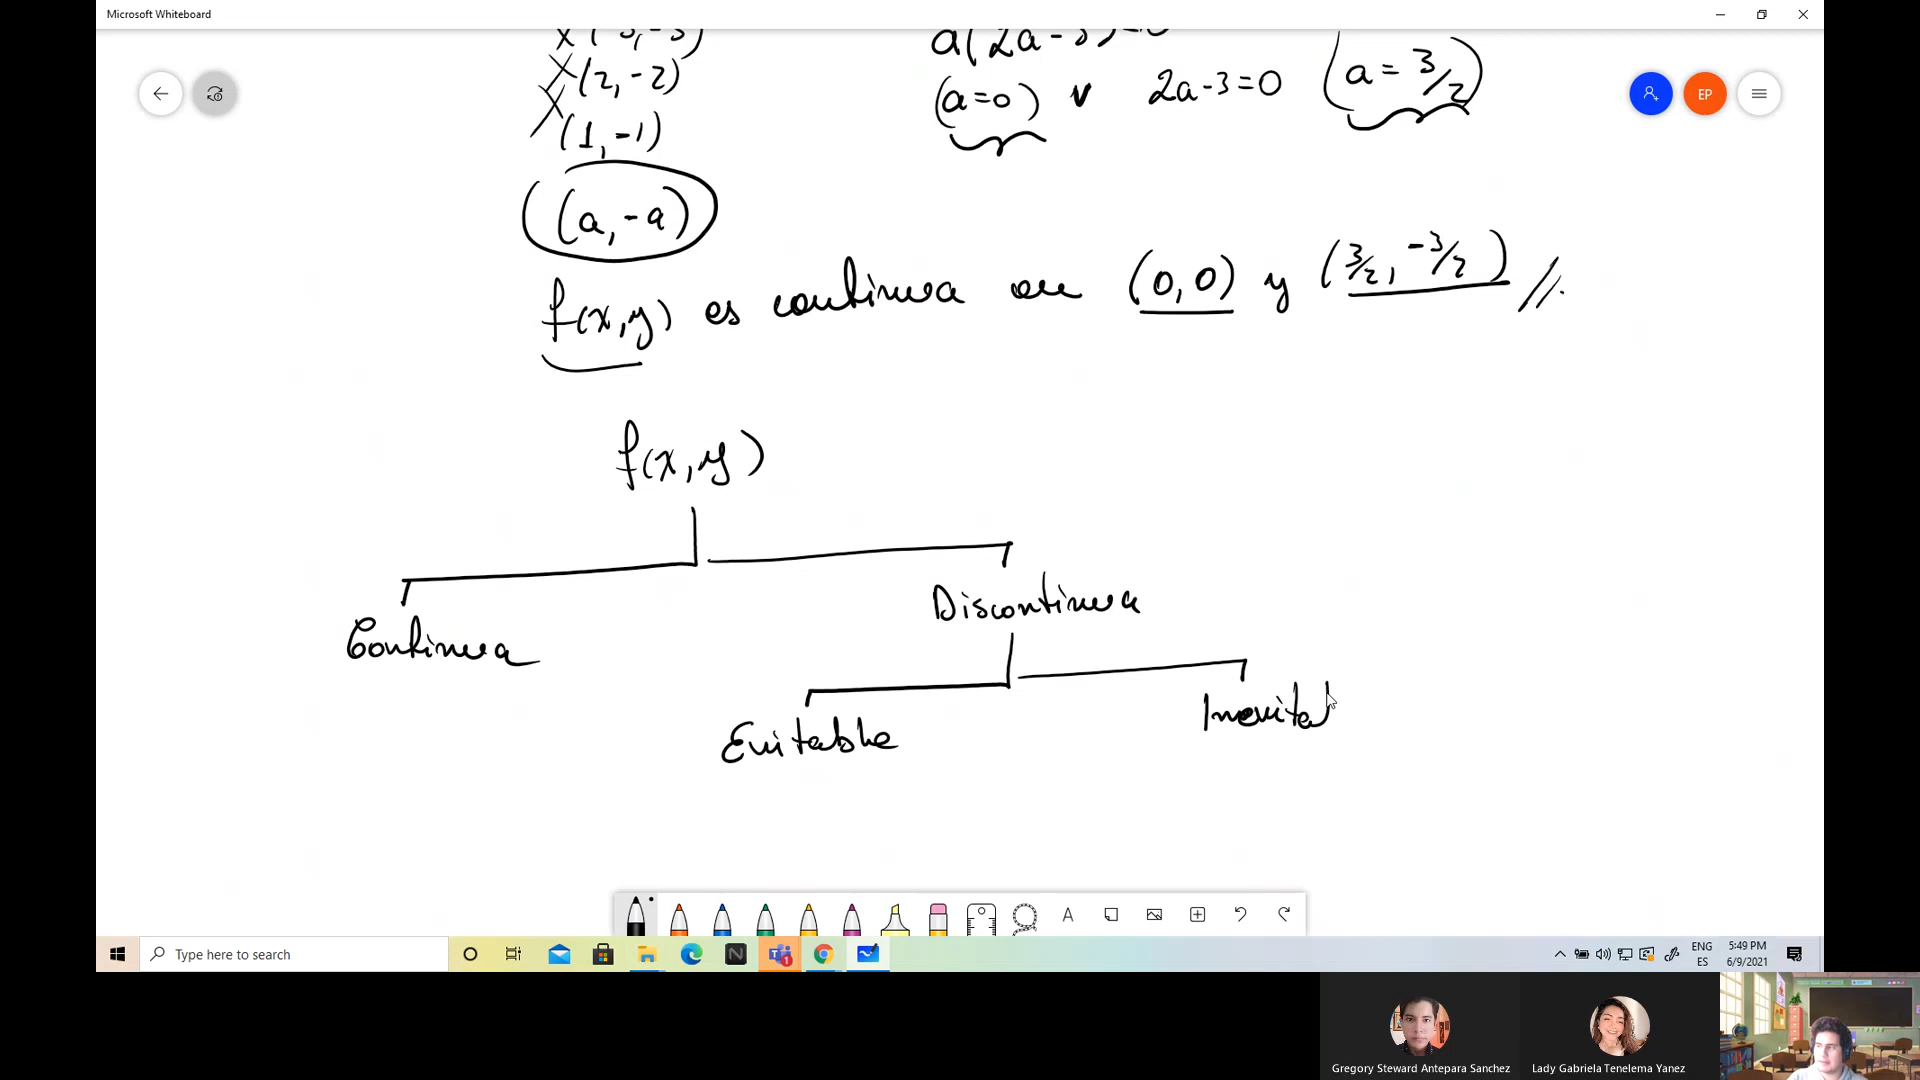 Microsoft Whiteboard
(2, -2)
(1, -1)
(a, -a)
(a=0) v 2a-3=0 (a = 3/2)
EP
f(x,y) es continua en (0,0) y (3/2, -3/2) //.
f(x,y)
Continua
Discontinua
Evitable
Inevitab
A
Type here to search
1
ENG
ES
5:49 PM
6/9/2021
Gregory Steward Antepara Sanchez
Lady Gabriela Tenelema Yanez